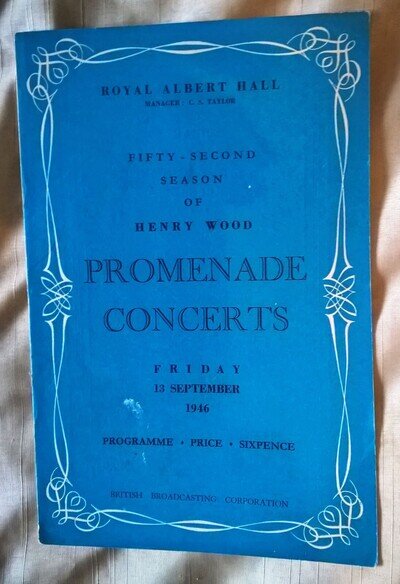 ROYAL ALBERT HALL
MANAGER: C. S. TAYLOR
FIFTY-SECOND
SEASON
OF
HENRY WOOD
PROMENADE
CONCERTS
FRIDAY
13 SEPTEMBER
1946
PROGRAMME • PRICE • SIXPENCE
BRITISH BROADCASTING CORPORATION